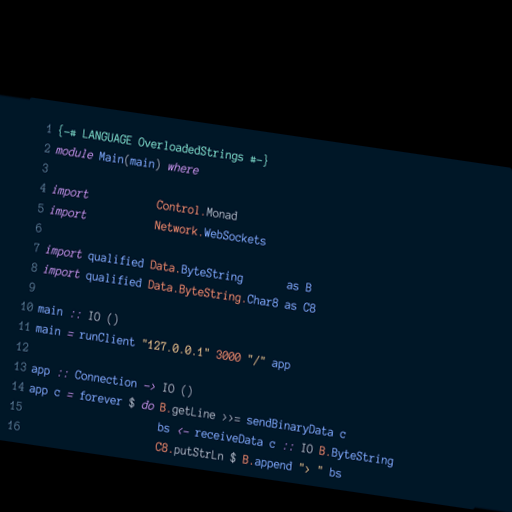 1 {-# LANGUAGE OverloadedStrings #-}
2 module Main(main) where
3
4 import           Control.Monad
5 import           Network.WebSockets
6
7 import qualified Data.ByteString       as B
8 import qualified Data.ByteString.Char8 as C8
9
10 main :: IO ()
11 main = runClient "127.0.0.1" 3000 "/" app
12
13 app :: Connection -> IO ()
14 app c = forever $ do B.getLine >>= sendBinaryData c
15                      bs <- receiveData c :: IO B.ByteString
16                      C8.putStrLn $ B.append "> " bs